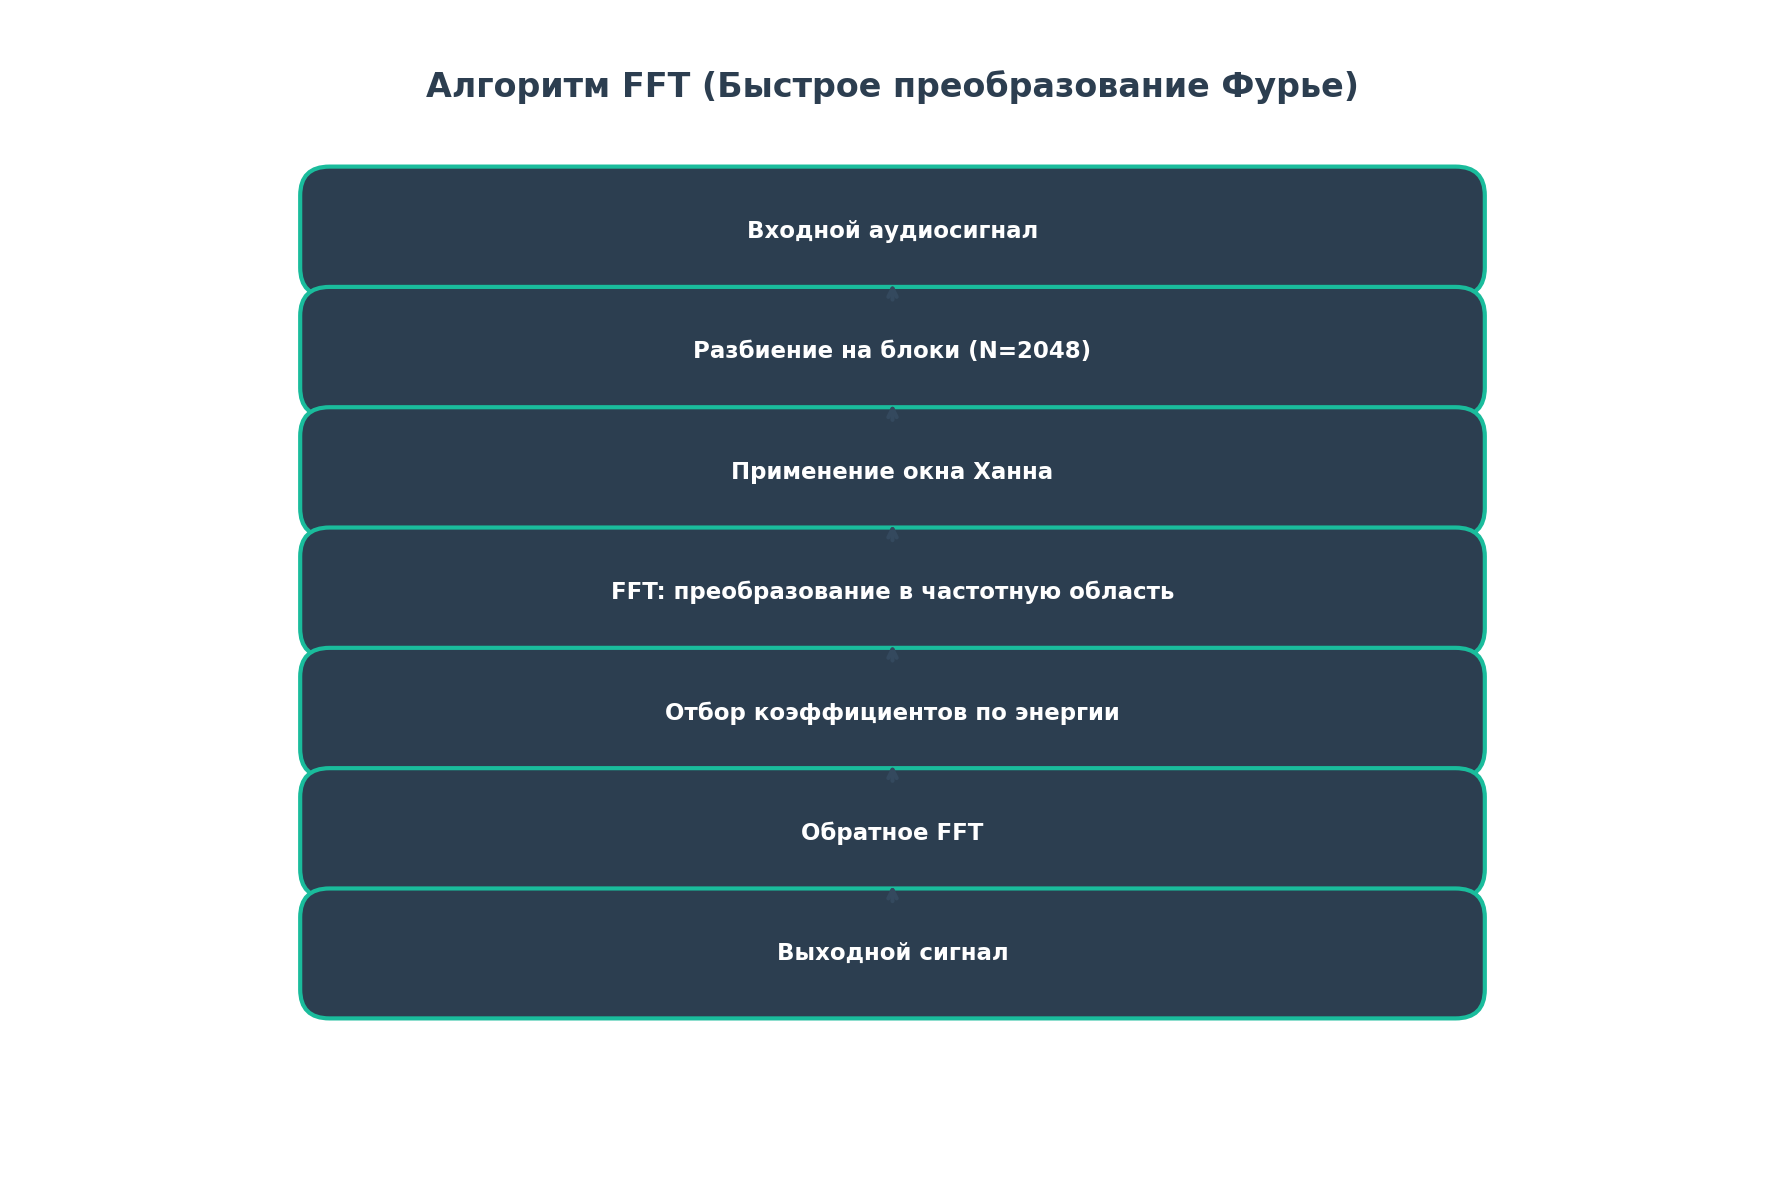 Алгоритм FFT (Быстрое преобразование Фурье)
Входной аудиосигнал
Разбиение на блоки (N=2048)
Применение окна Ханна
FFT: преобразование в частотную область
Отбор коэффициентов по энергии
Обратное FFT
Выходной сигнал